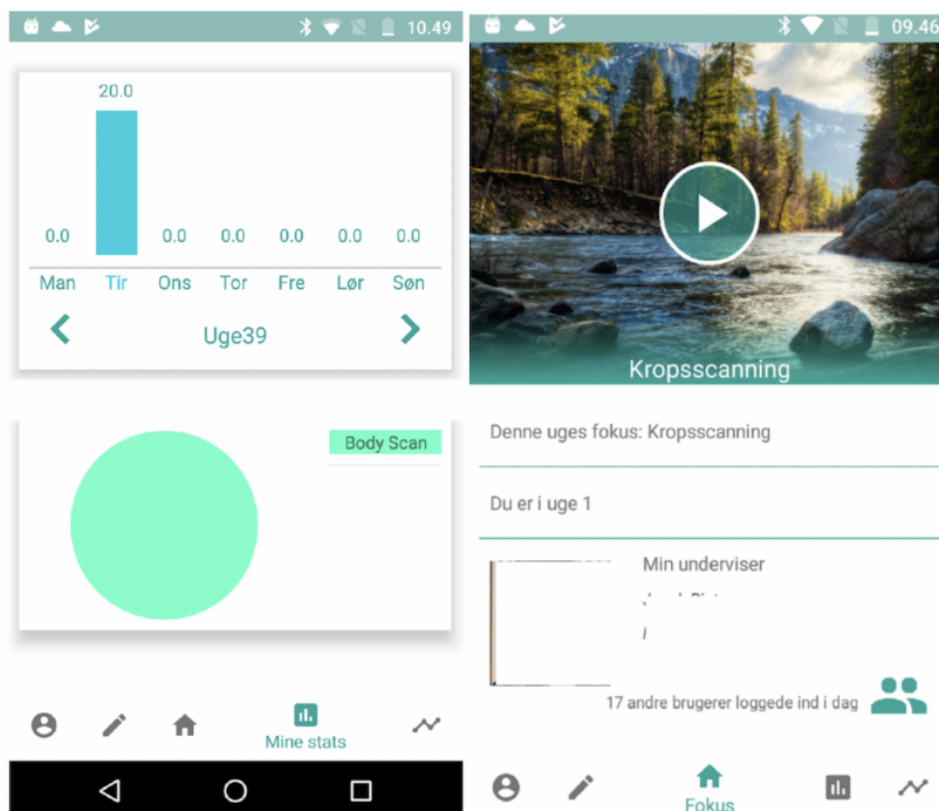 10.49
20.0
0.0 0.0 0.0 0.0 0.0 0.0
Man Tir Ons Tor Fre Lør Søn
Uge39
Body Scan
Mine stats
09.46
Kropsscanning
Denne uges fokus: Kropsscanning
Du er i uge 1
Min underviser
17 andre brugerer loggede ind i dag
Fokus